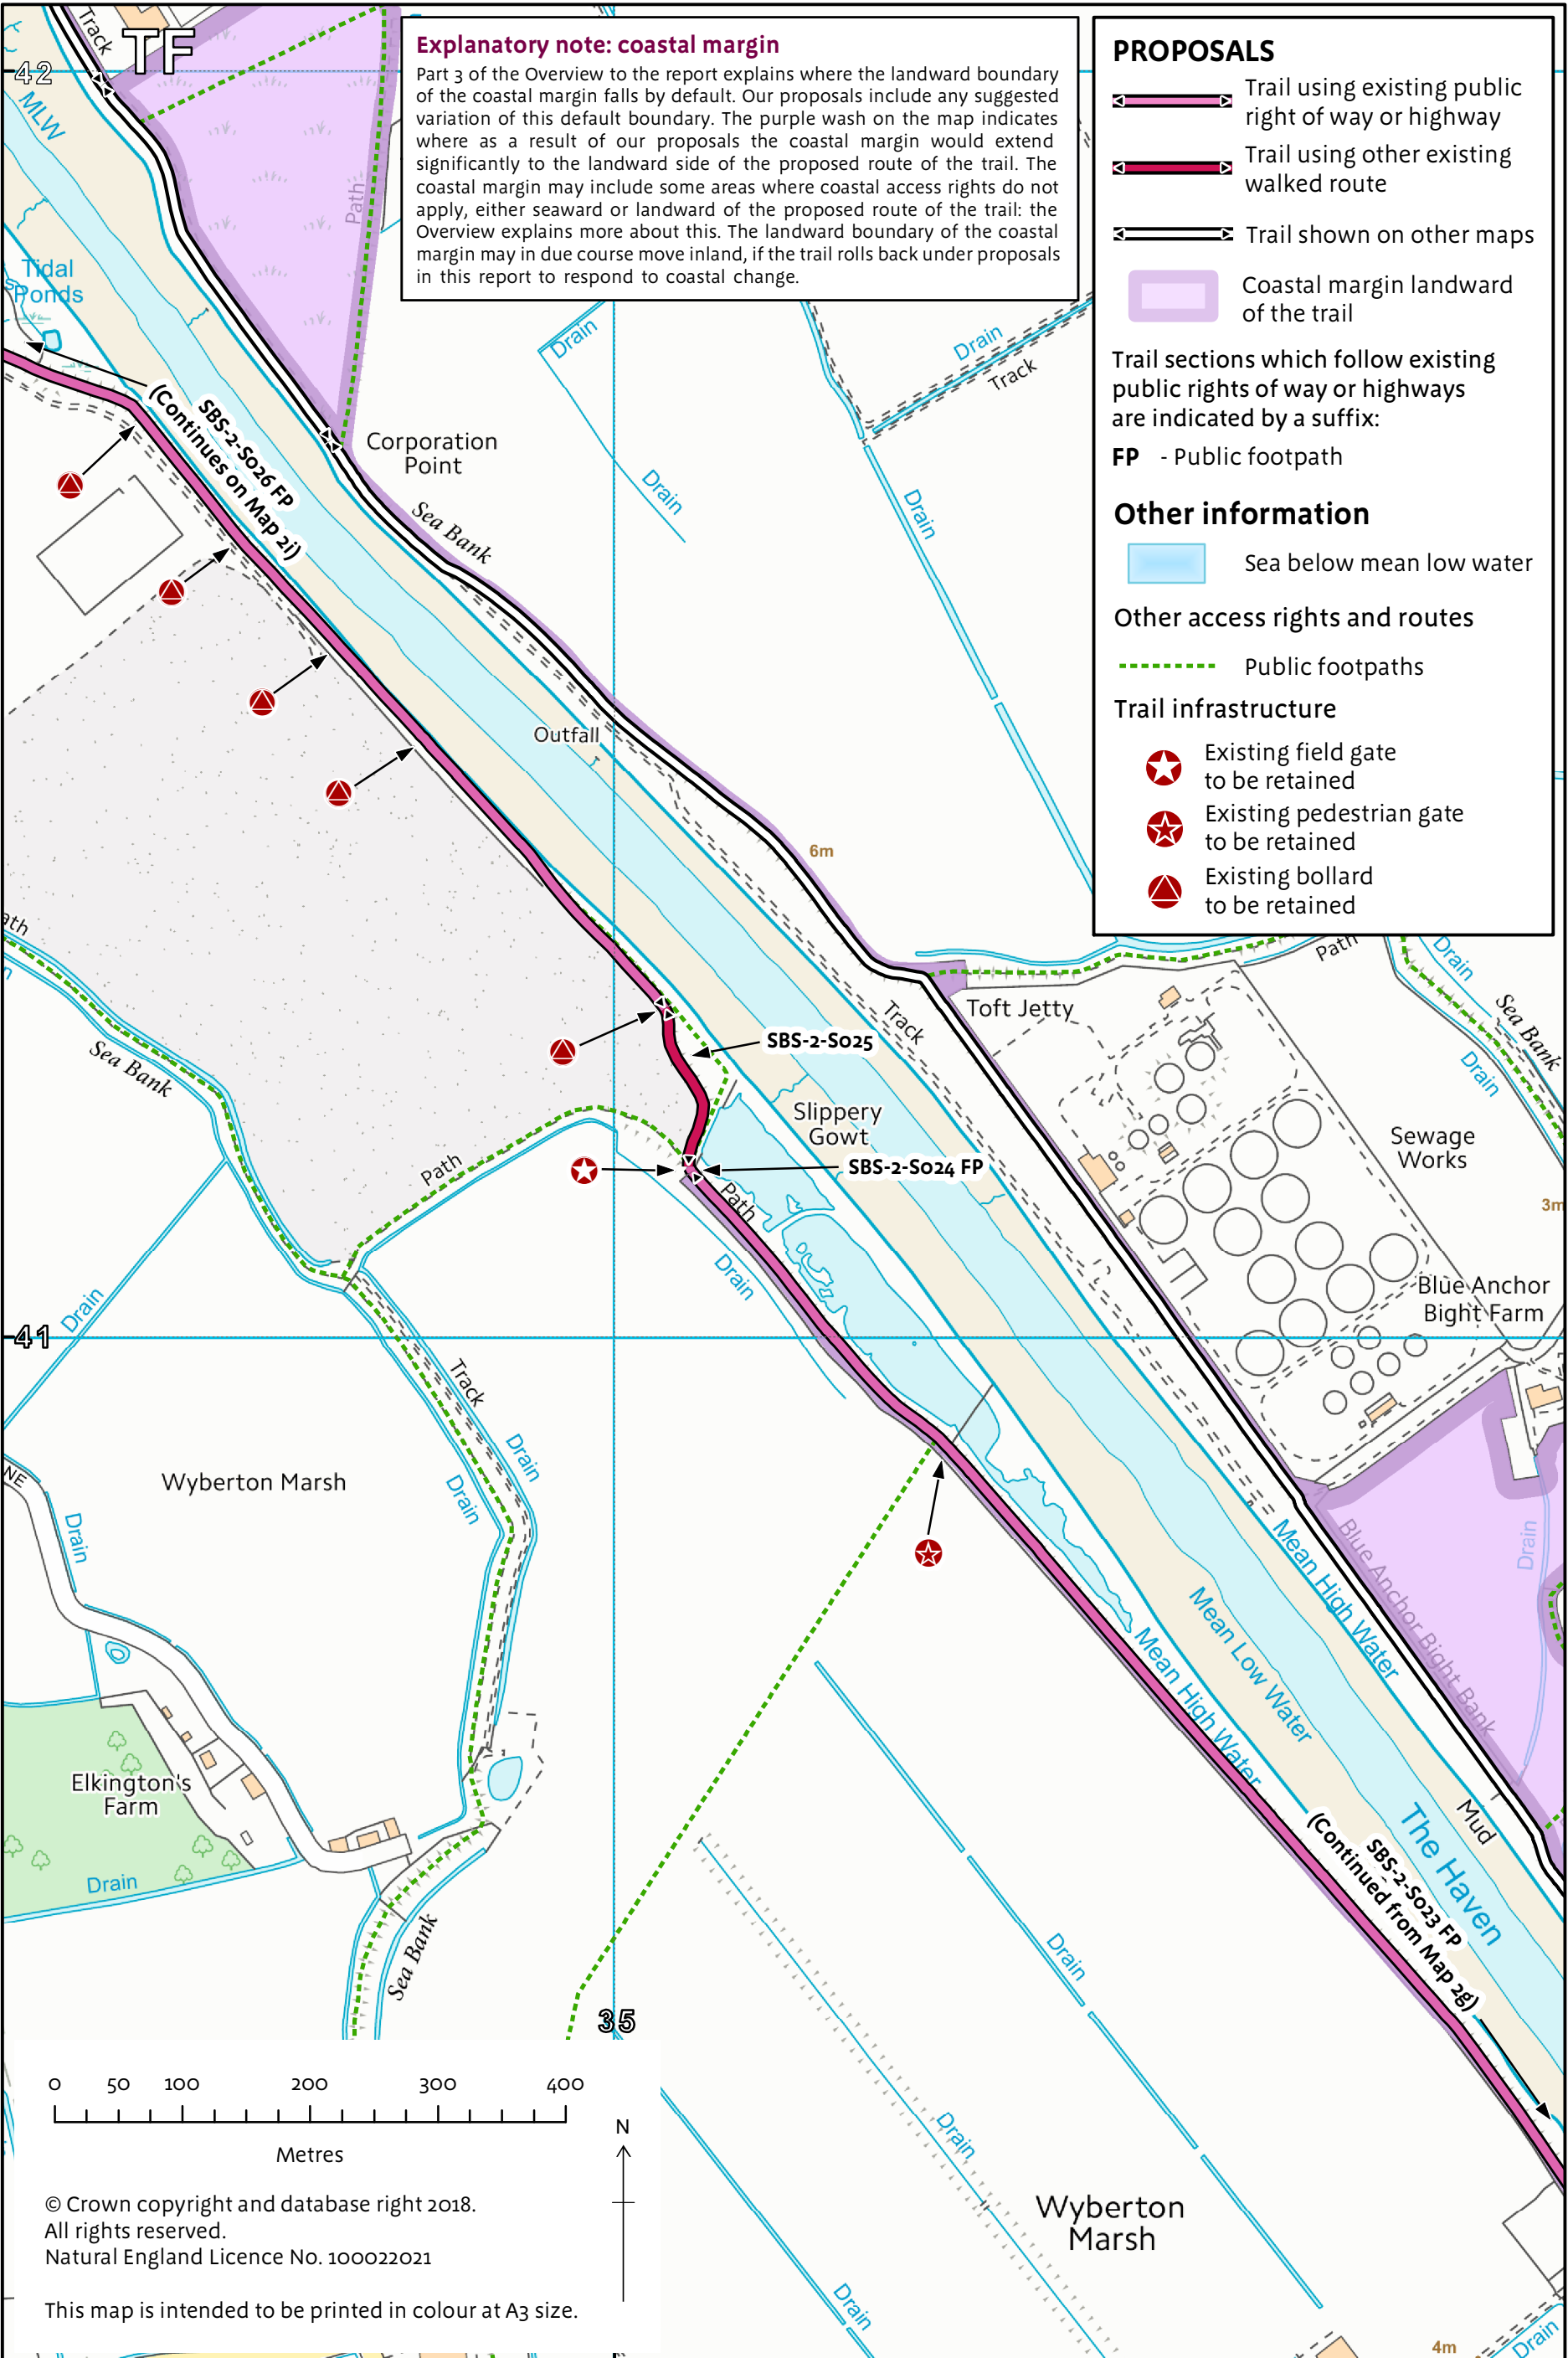 TF
42
Track
MLW
Path
Tidal
Ponds
Explanatory note: coastal margin
Part 3 of the Overview to the report explains where the landward boundary
of the coastal margin falls by default. Our proposals include any suggested
variation of this default boundary. The purple wash on the map indicates
where as a result of our proposals the coastal margin would extend
significantly to the landward side of the proposed route of the trail. The
coastal margin may include some areas where coastal access rights do not
apply, either seaward or landward of the proposed route of the trail: the
Overview explains more about this. The landward boundary of the coastal
margin may in due course move inland, if the trail rolls back under proposals
in this report to respond to coastal change.
PROPOSALS
Trail using existing public
right of way or highway
Trail using other existing
walked route
Trail shown on other maps
Coastal margin landward
of the trail
Trail sections which follow existing
public rights of way or highways
are indicated by a suffix:
FP - Public footpath
Other information
Sea below mean low water
Other access rights and routes
Public footpaths
Trail infrastructure
Existing field gate
to be retained
Existing pedestrian gate
to be retained
Existing bollard
to be retained
Drain
Drain
Track
SBS-2-S026 FP
(Continues on Map 2i)
Corporation
Point
Sea Bank
Drain
Drain
Outfall
6m
ath
Sea Bank
Track
Toft Jetty
Path
Drain
Sea Bank
Drain
SBS-2-S025
Slippery
Gowt
Sewage
Works
SBS-2-S024 FP
Path
Path
3m
Drain
Drain
Blue Anchor
Bight Farm
41
Track
Drain
Drain
NE
Wyberton Marsh
Drain
Blue Anchor Bight Bank
Drain
Mean High Water
Mean Low Water
Mean High Water
Elkington's
Farm
Drain
Sea Bank
Mud
The Haven
SBS-2-S023 FP
(Continued from Map 2g)
Drain
35
0 50 100 200 300 400
Metres
N
© Crown copyright and database right 2018.
All rights reserved.
Natural England Licence No. 100022021
This map is intended to be printed in colour at A3 size.
Drain
Wyberton
Marsh
Drain
4m
Drain